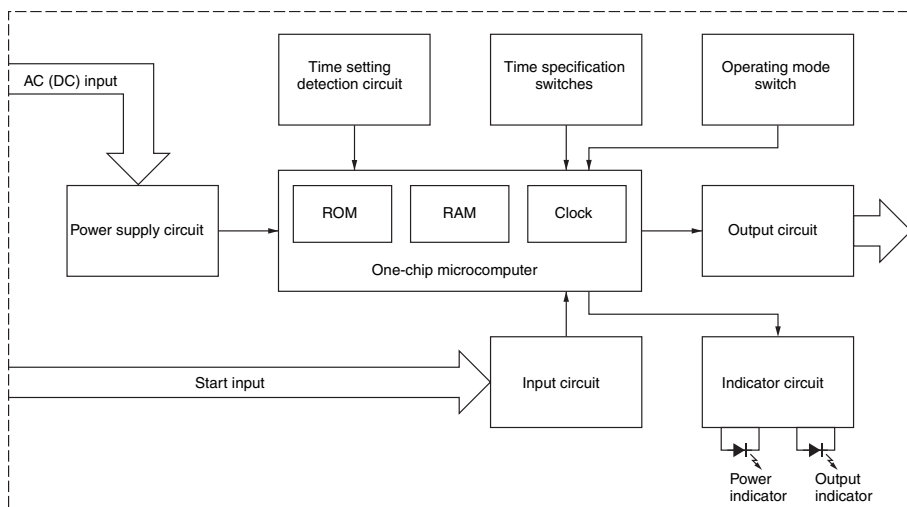 AC (DC) input
Time setting
detection circuit
Time specification
switches
Operating mode
switch
Power supply circuit
ROM
RAM
Clock
One-chip microcomputer
Output circuit
Start input
Input circuit
Indicator circuit
Power
indicator
Output
indicator